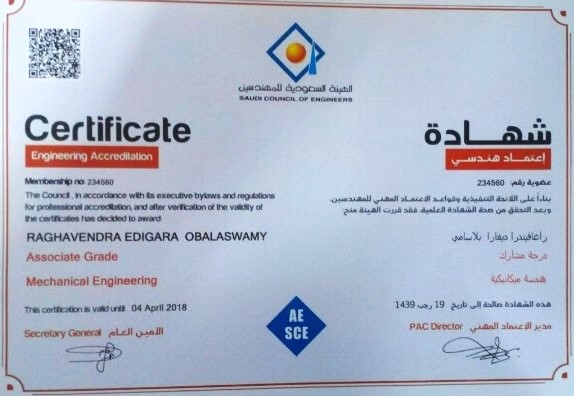 الهيئة السعودية للمهندسين
SAUDI COUNCIL OF ENGINEERS
Certificate
Engineering Accreditation
Membership no: 234560
The Council , in accordance with its executive bylaws and regulations
for professional accreditation, and after verification of the validity of
the certificates has decided to award
RAGHAVENDRA EDIGARA OBALASWAMY
Associate Grade
Mechanical Engineering
This certification is valid until 04 April 2018
Secretary General الأمين العام
شهادة
إعتماد هندسي
عضوية رقم: 234560
بناءاً على اللائحة التنفيذية وقواعد الاعتماد المهني للمهندسين،
وبعد التحقق من صحة الشهادة العلمية، فقد قررت الهيئة منح:
راغافيندرا ديغارا بلاسامي
درجة مشارك
هندسة ميكانيكية
هذه الشهادة صالحة إلى تاريخ 19 رجب 1439
PAC Director مدير الإعتماد المهني
AE
SCE